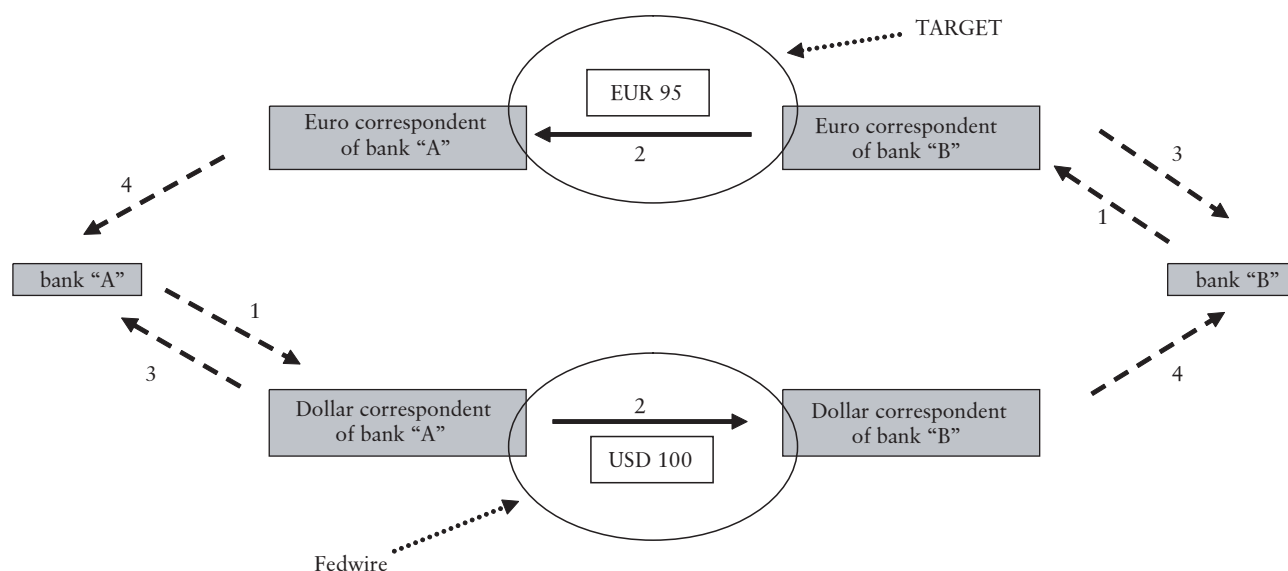 TARGET
EUR 95
Euro correspondent
of bank “A”
2
Euro correspondent
of bank “B”
3
4
1
bank “A”
bank “B”
1
3
4
Dollar correspondent
of bank “A”
2
USD 100
Dollar correspondent
of bank “B”
Fedwire